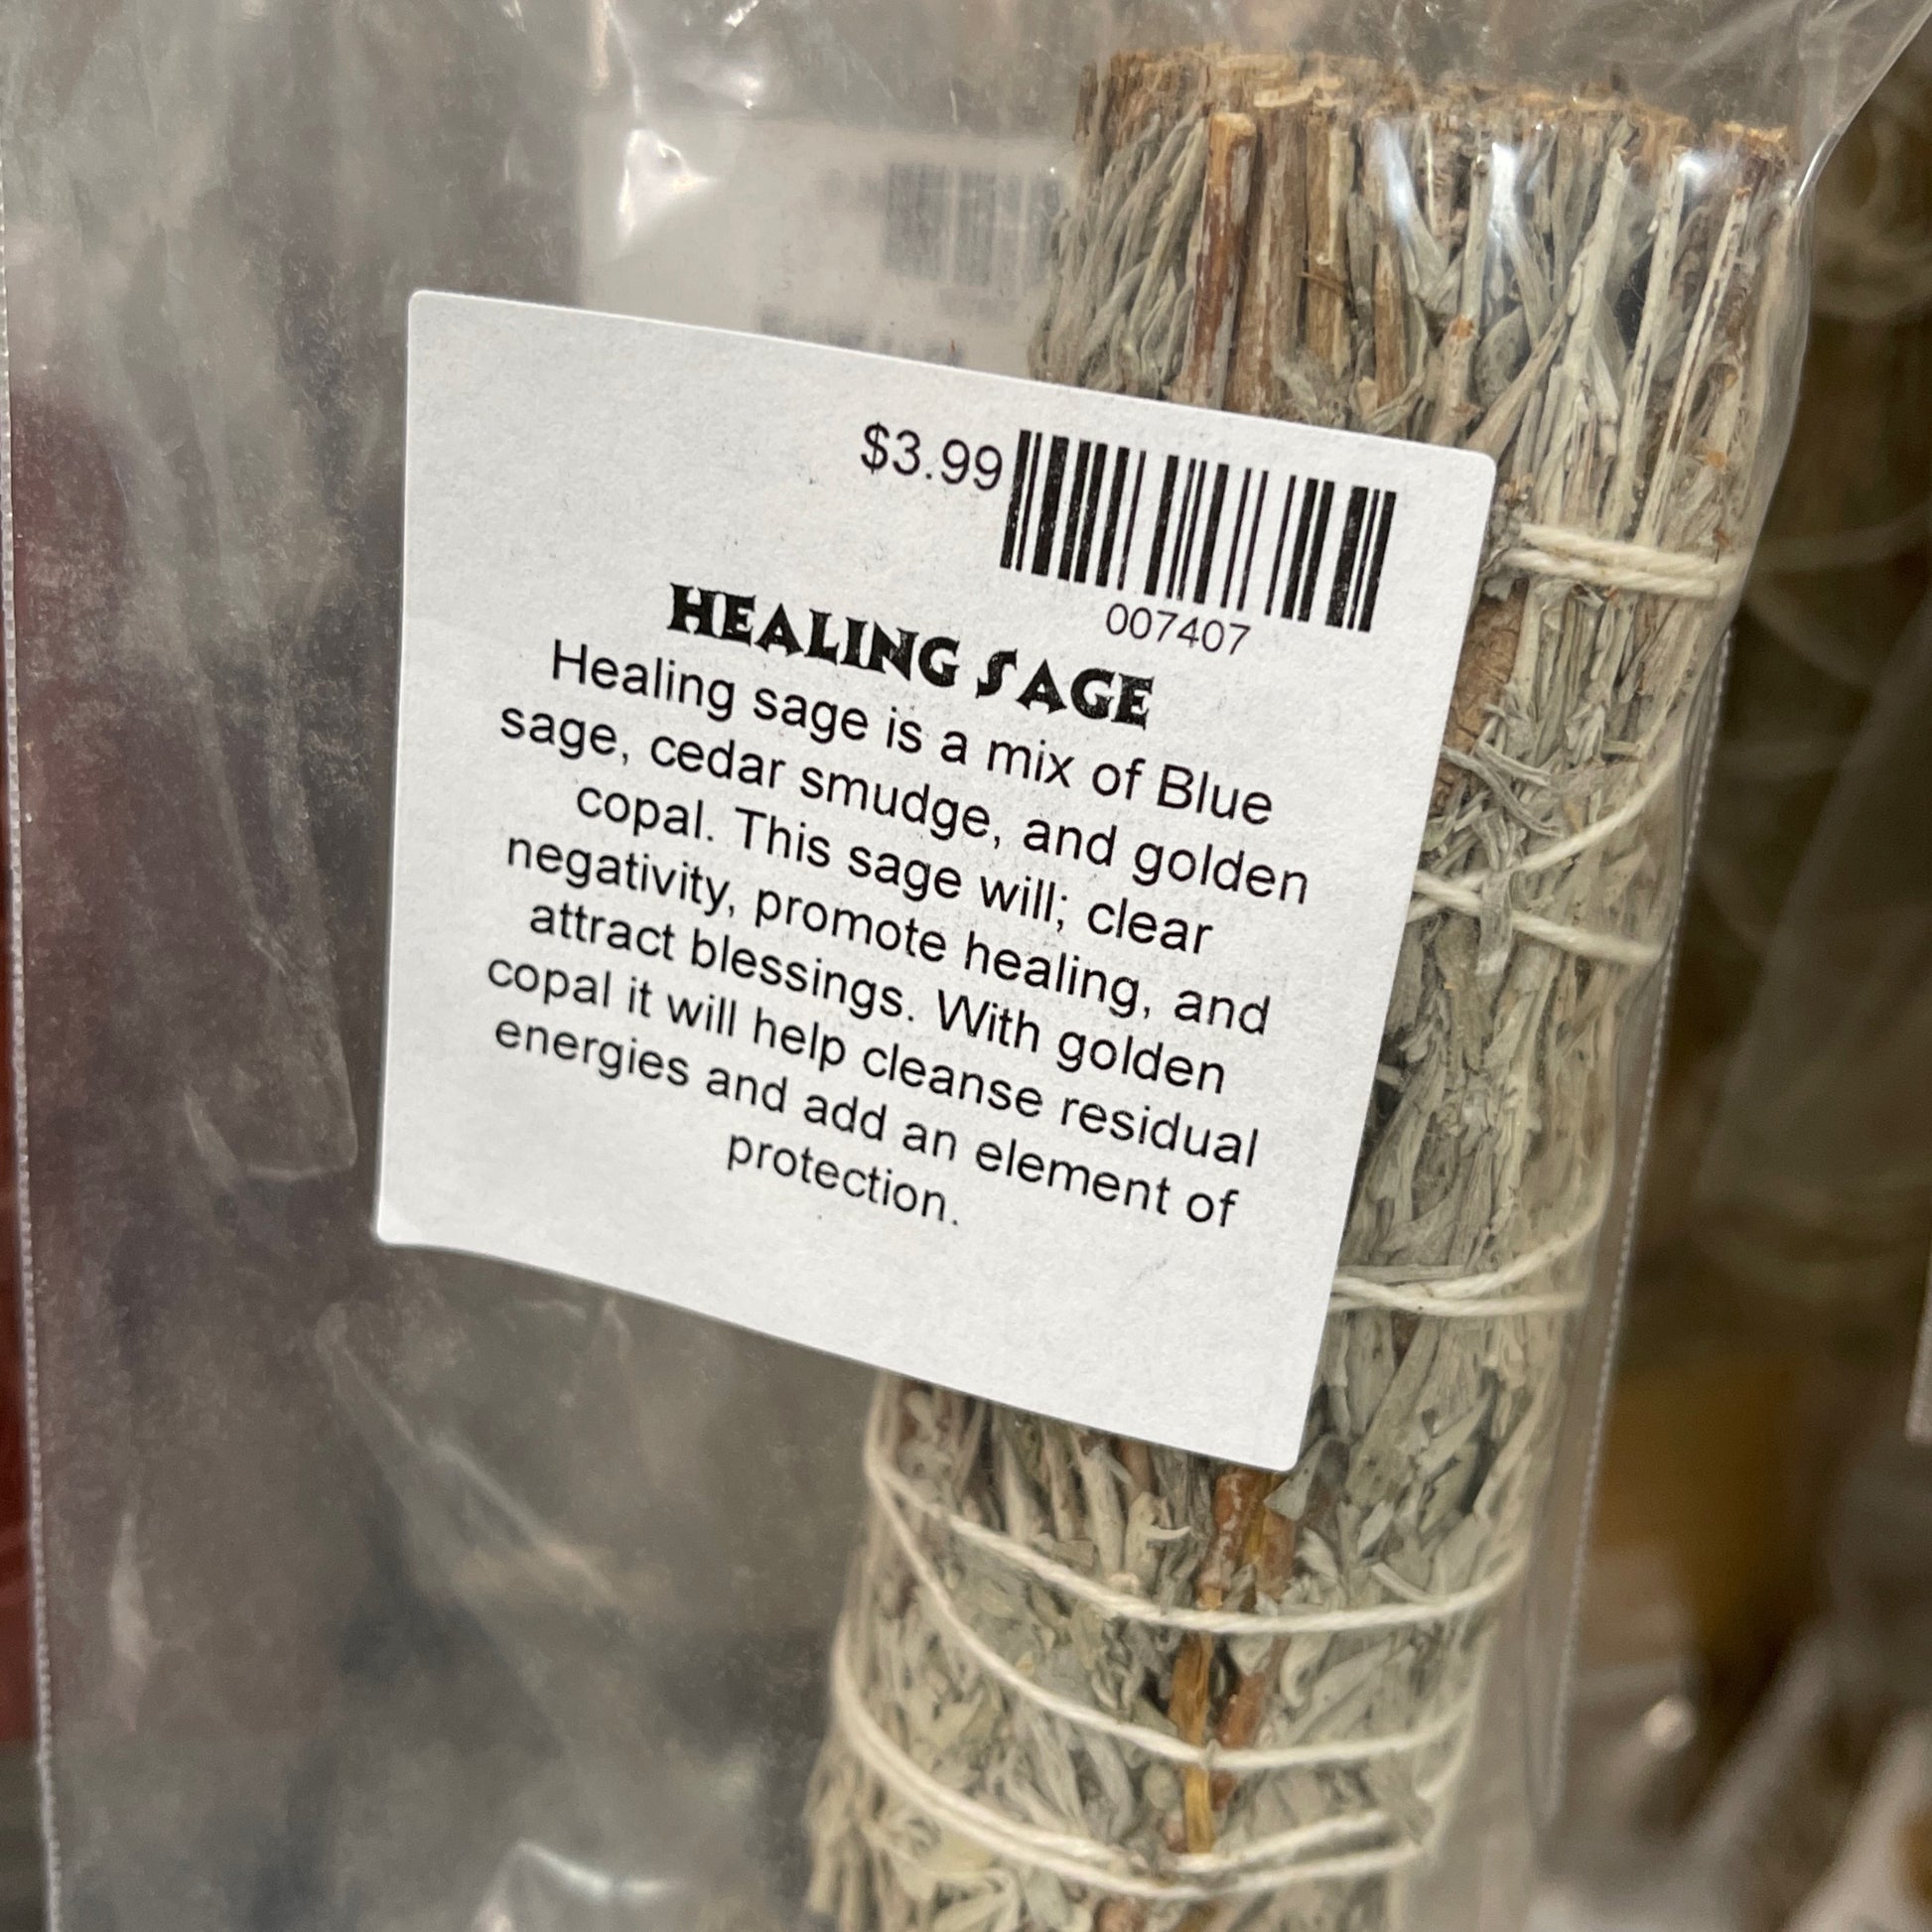 $3.99
007407
HEALING SAGE
Healing sage is a mix of Blue
sage, cedar smudge, and golden
copal. This sage will; clear
negativity, promote healing, and
attract blessings. With golden
copal it will help cleanse residual
energies and add an element of
protection.